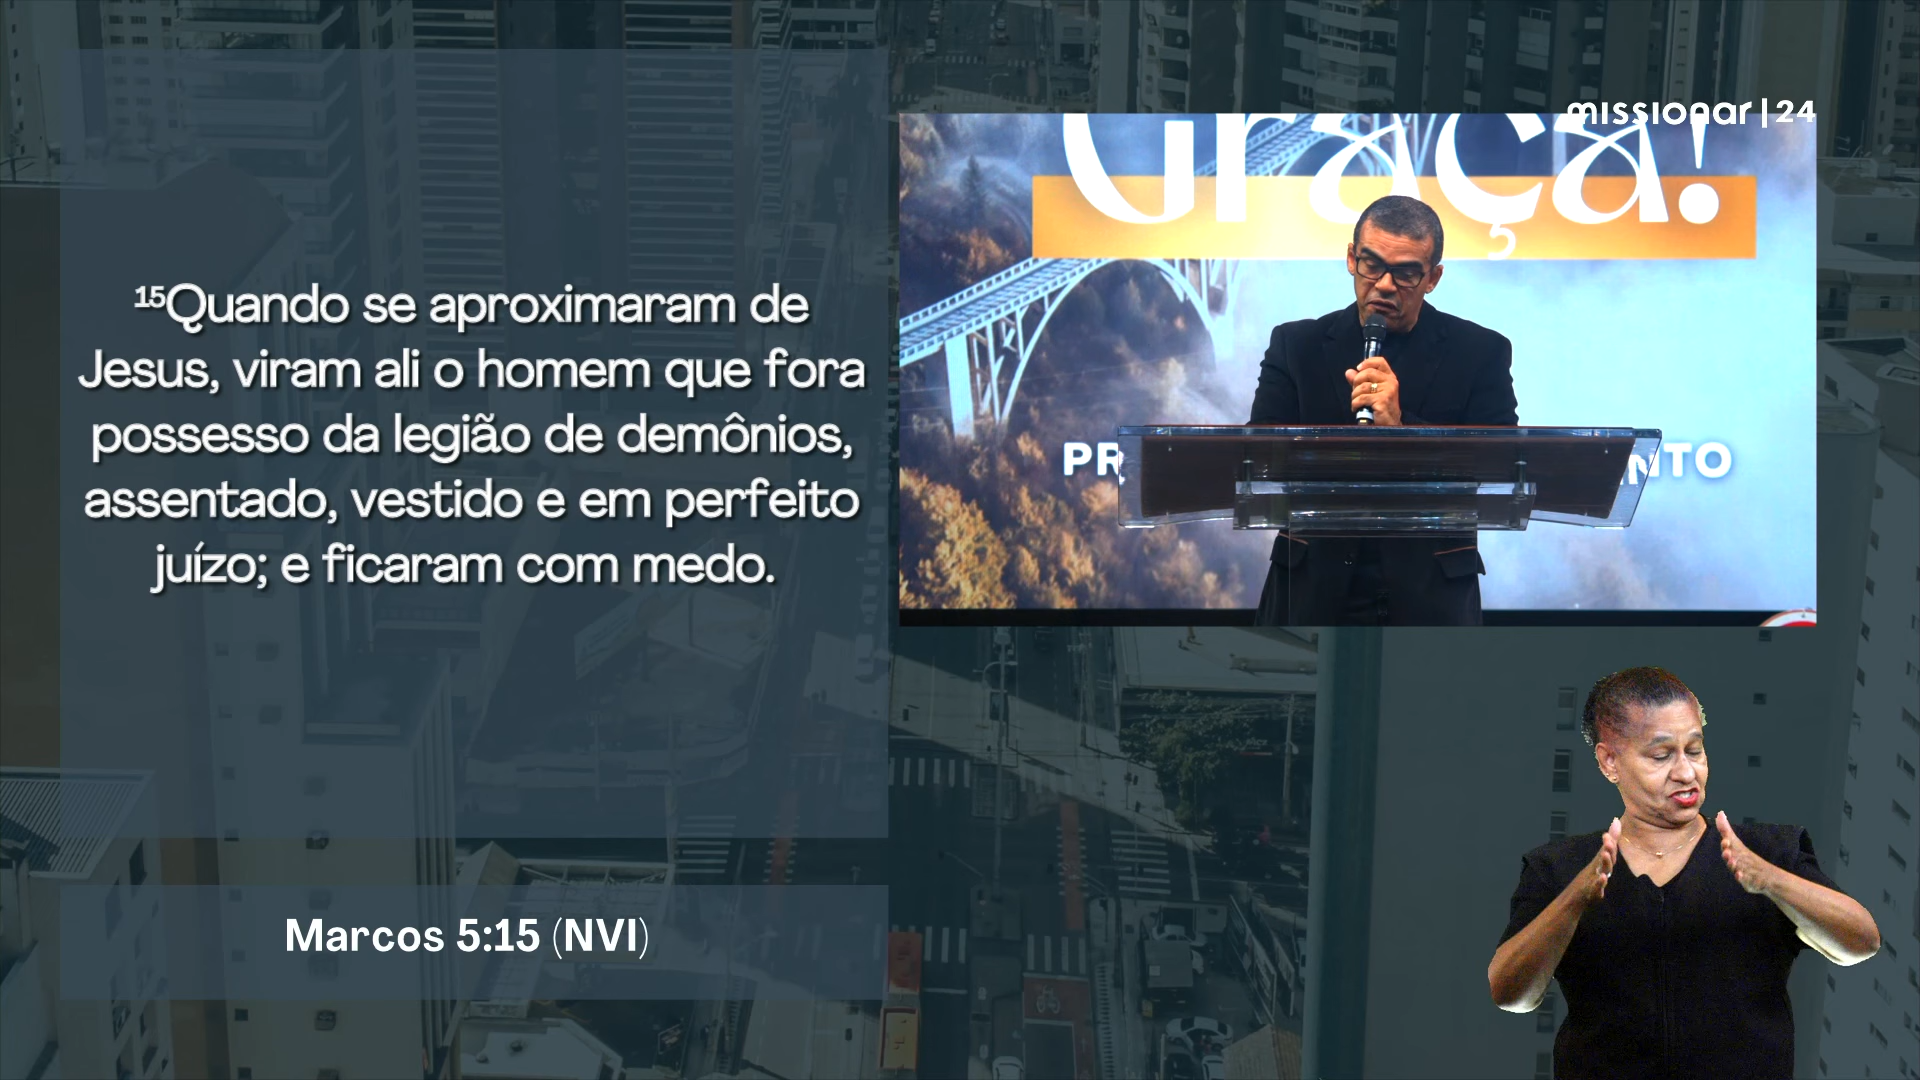 missionar|24
Graça!
¹⁵Quando se aproximaram de
Jesus, viram ali o homem que fora
possesso da legião de demônios,
assentado, vestido e em perfeito
juízo; e ficaram com medo.
Marcos 5:15 (NVI)